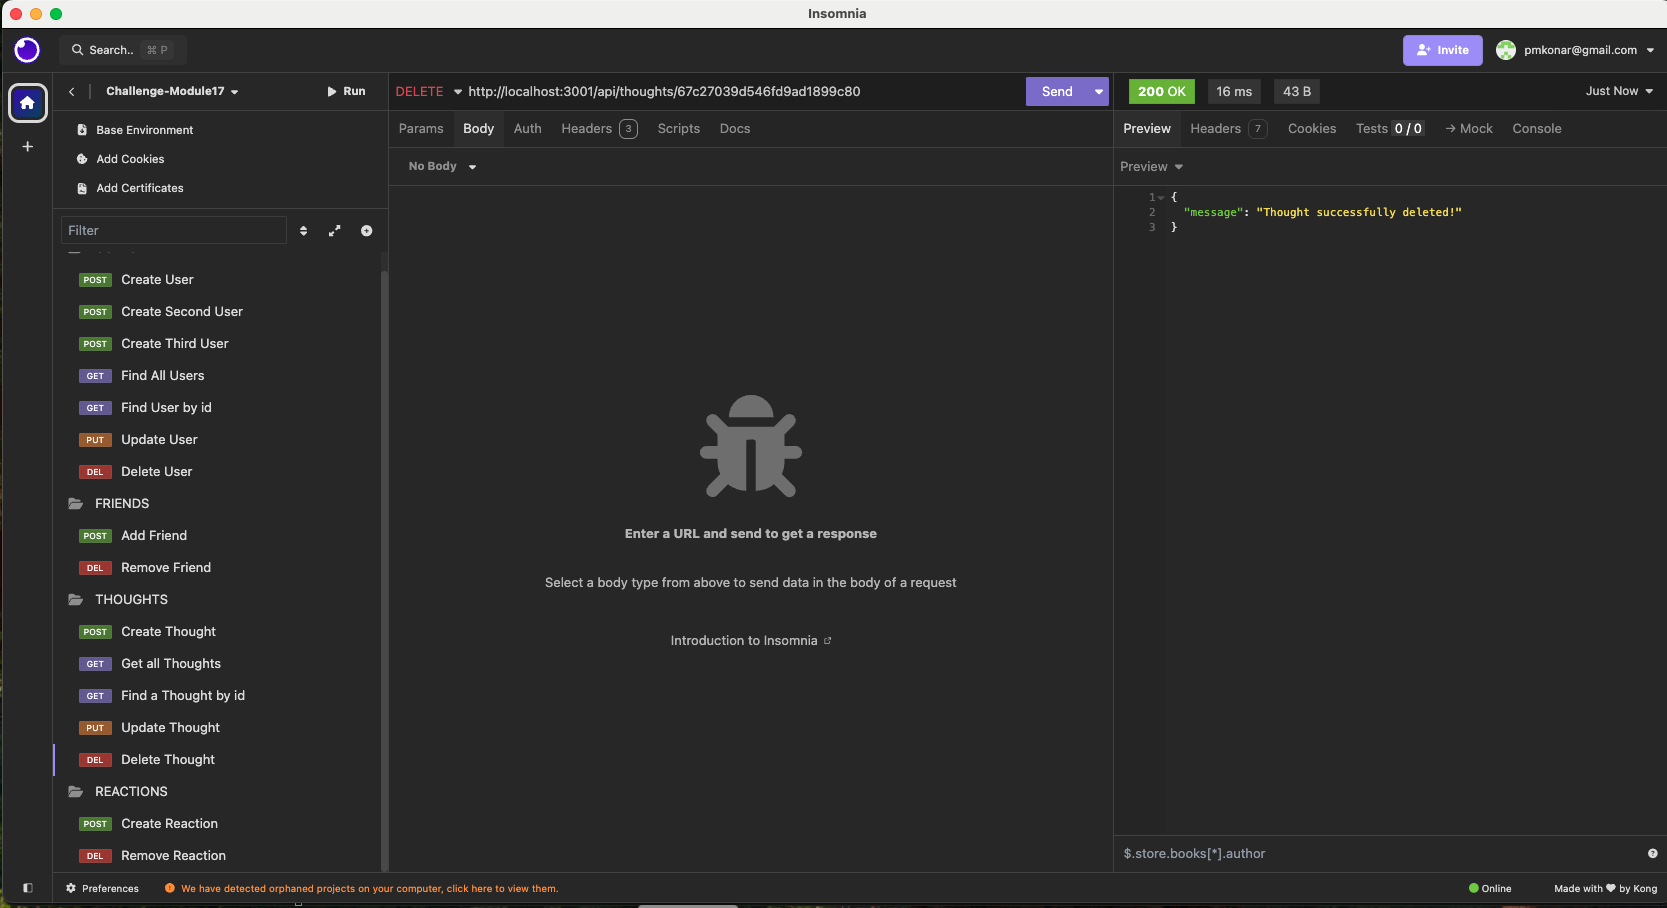 Insomnia
Search.. ⌘ P
Invite
pmkonar@gmail.com
Challenge-Module17
Run
Base Environment
Add Cookies
Add Certificates
Filter
POST Create User
POST Create Second User
POST Create Third User
GET Find All Users
GET Find User by id
PUT Update User
DEL Delete User
FRIENDS
POST Add Friend
DEL Remove Friend
THOUGHTS
POST Create Thought
GET Get all Thoughts
GET Find a Thought by id
PUT Update Thought
DEL Delete Thought
REACTIONS
POST Create Reaction
DEL Remove Reaction
DELETE http://localhost:3001/api/thoughts/67c27039d546fd9ad1899c80
Send
Params Body Auth Headers 3 Scripts Docs
No Body
Enter a URL and send to get a response
Select a body type from above to send data in the body of a request
Introduction to Insomnia
200 OK 16 ms 43 B Just Now
Preview Headers 7 Cookies Tests 0 / 0 → Mock Console
Preview
1 {
2 "message": "Thought successfully deleted!"
3 }
$.store.books[*].author
Preferences
We have detected orphaned projects on your computer, click here to view them.
Online
Made with ♥ by Kong